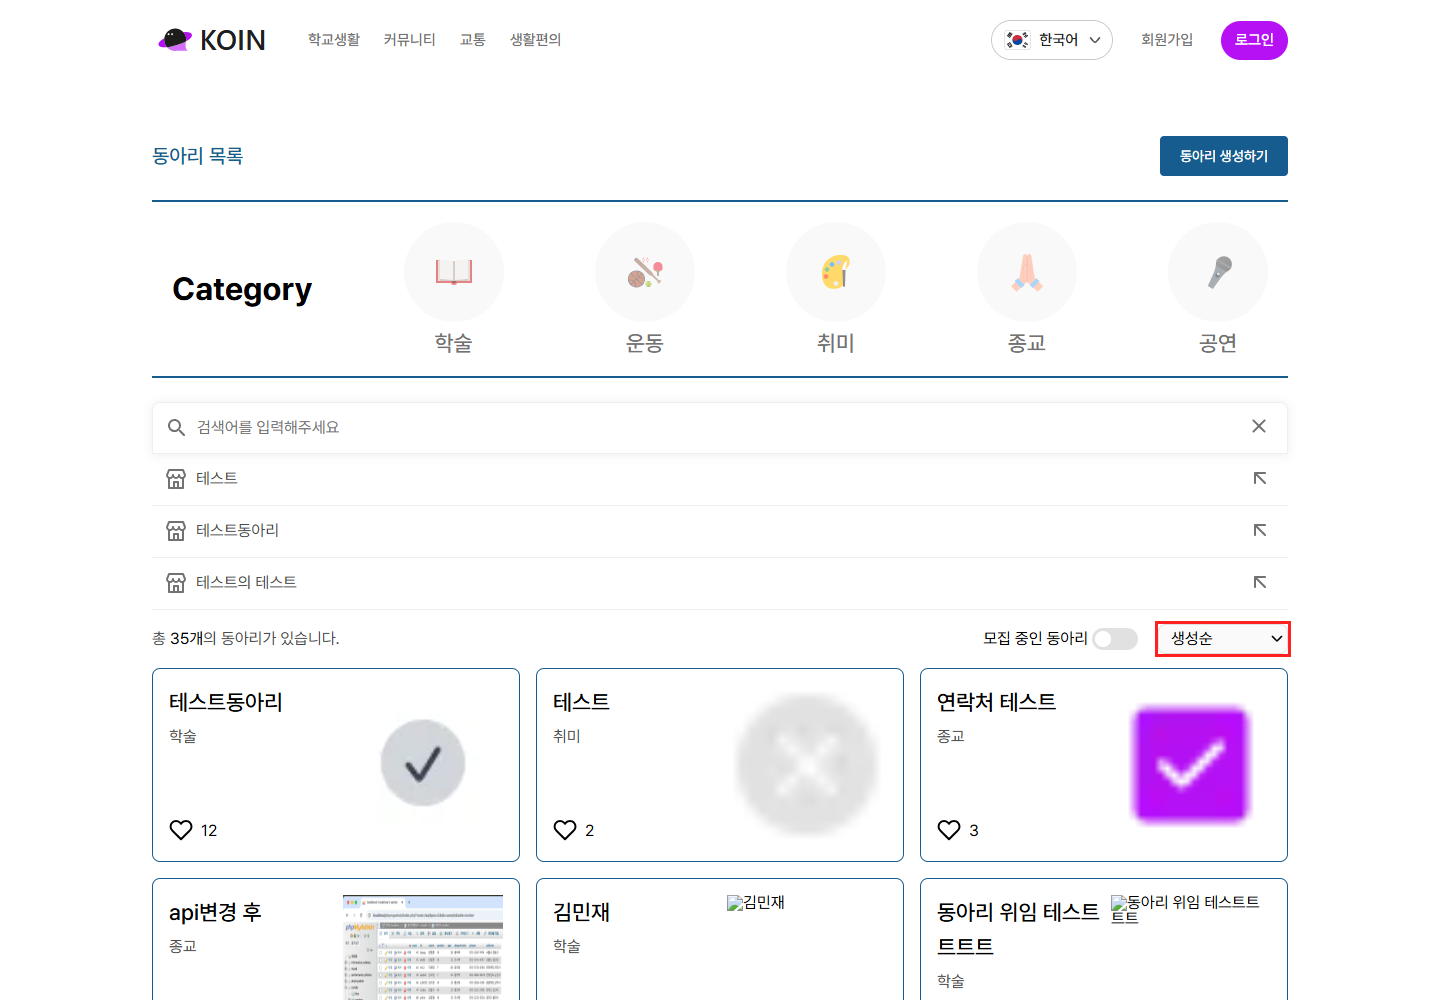 KOIN 학교생활 커뮤니티 교통 생활편의 한국어 회원가입 로그인
동아리 목록 동아리 생성하기
Category
학술 운동 취미 종교 공연
검색어를 입력해주세요
테스트
테스트동아리
테스트의 테스트
총 35개의 동아리가 있습니다. 모집 중인 동아리 생성순
테스트동아리
학술
12
테스트
취미
2
연락처 테스트
종교
3
api변경 후
종교
김민재
학술
김민재
동아리 위임 테스트
트트트
학술
동아리 위임 테스트트트
트트